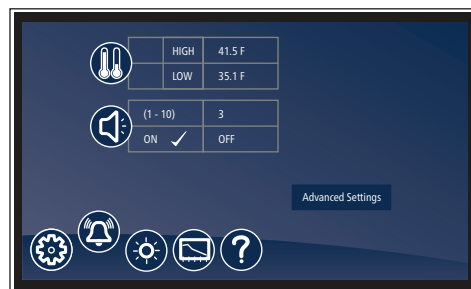 HIGH 41.5 F
LOW 35.1 F
(1 - 10) 3
ON ✓ OFF
Advanced Settings
?